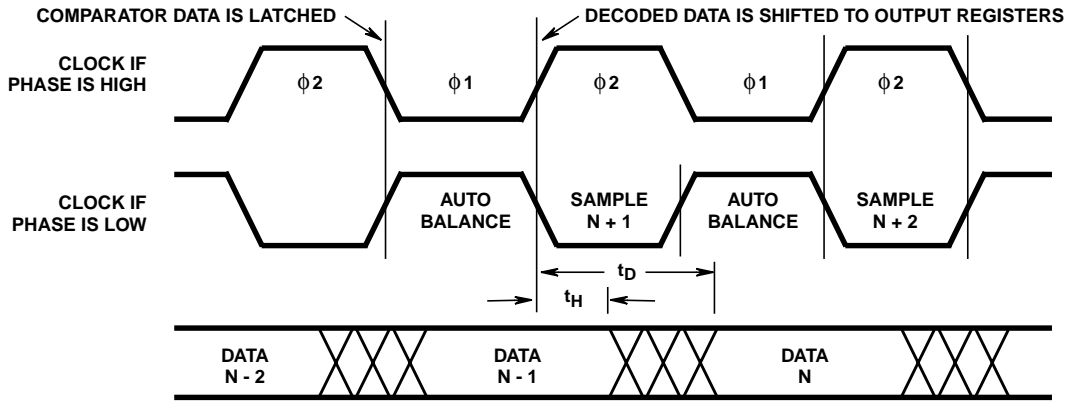 COMPARATOR DATA IS LATCHED
DECODED DATA IS SHIFTED TO OUTPUT REGISTERS
CLOCK IF
PHASE IS HIGH
ϕ2
ϕ1
ϕ2
ϕ1
ϕ2
CLOCK IF
PHASE IS LOW
AUTO
BALANCE
SAMPLE
N + 1
AUTO
BALANCE
SAMPLE
N + 2
tD
tH
DATA
N - 2
DATA
N - 1
DATA
N